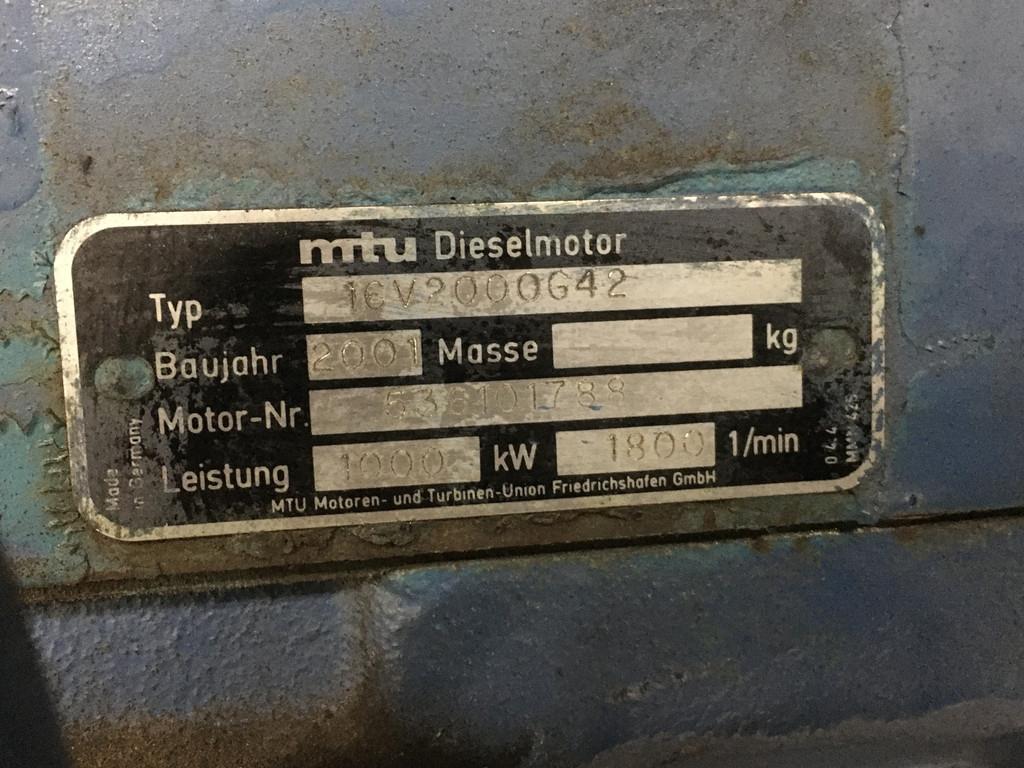 mtu Dieselmotor
Typ 16V2000G42
Baujahr 2001 Masse kg
Motor-Nr. 536101788
Leistung 1000 kW 1800 1/min
MTU Motoren- und Turbinen-Union Friedrichshafen GmbH
Made
in Germany